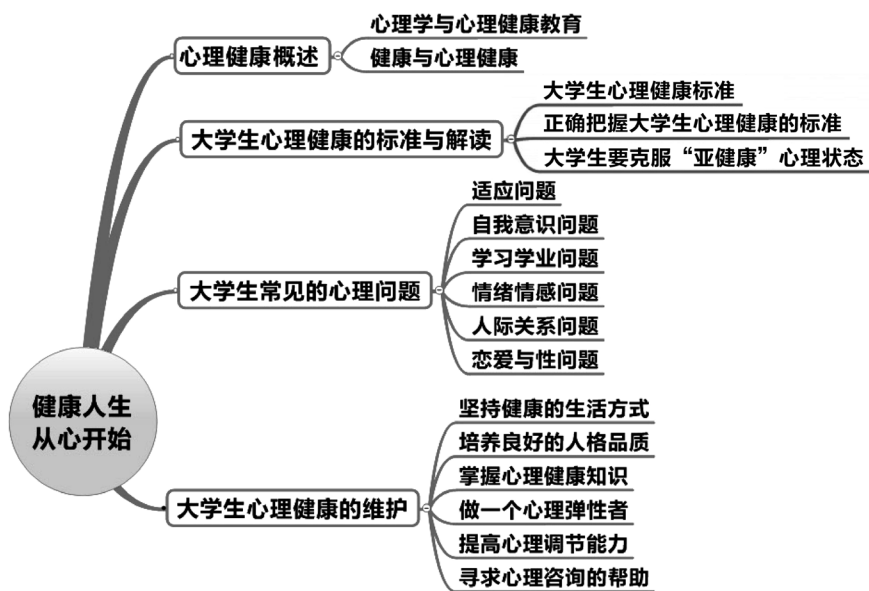 健康人生
从心开始
心理健康概述
心理学与心理健康教育
健康与心理健康
大学生心理健康的标准与解读
大学生心理健康标准
正确把握大学生心理健康的标准
大学生要克服“亚健康”心理状态
大学生常见的心理问题
适应问题
自我意识问题
学习学业问题
情绪情感问题
人际关系问题
恋爱与性问题
大学生心理健康的维护
坚持健康的生活方式
培养良好的人格品质
掌握心理健康知识
做一个心理弹性者
提高心理调节能力
寻求心理咨询的帮助